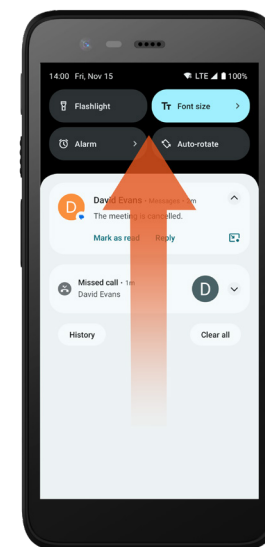 14:00 Fri, Nov 15 LTE 100%
Flashlight
Font size
Alarm
Auto-rotate
David Evans • Messages • 1m
The meeting is cancelled.
Mark as read Reply
Missed call • 1m
David Evans
History
Clear all
D
D